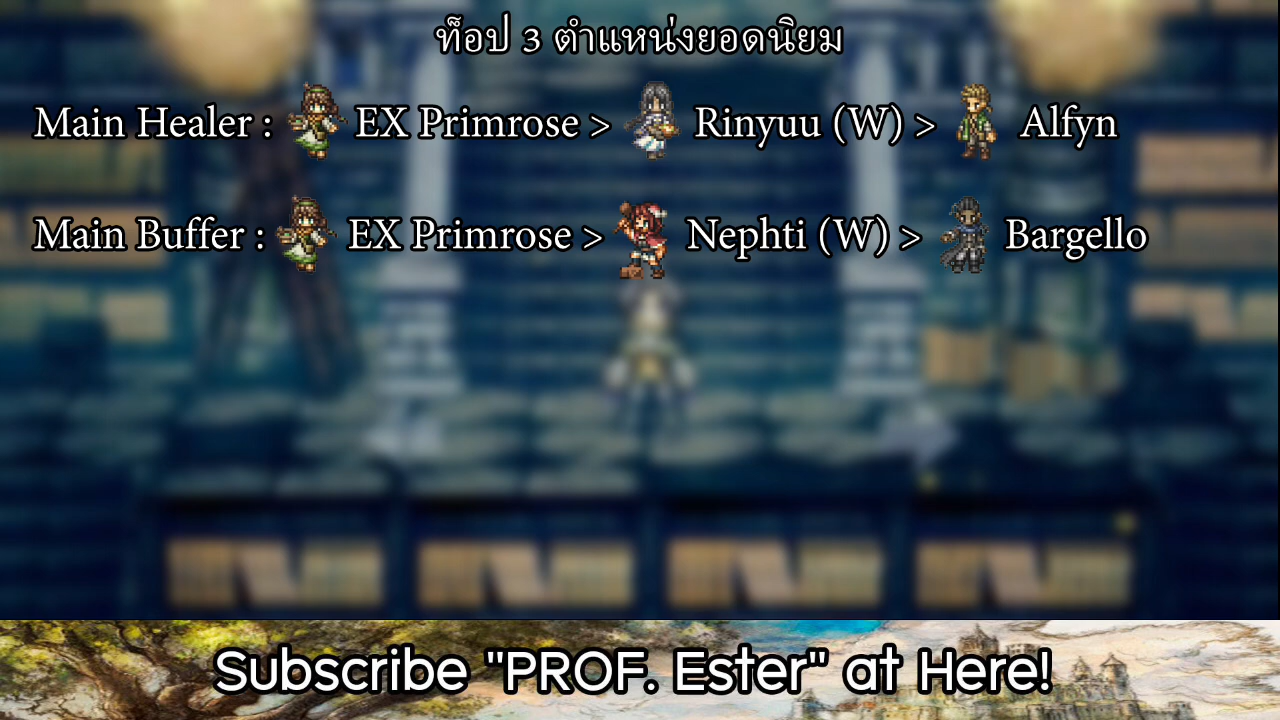 ท็อป 3 ตำแหน่งยอดนิยม
Main Healer : EX Primrose > Rinyuu (W) > Alfyn
Main Buffer : EX Primrose > Nephti (W) > Bargello
Subscribe "PROF. Ester" at Here!